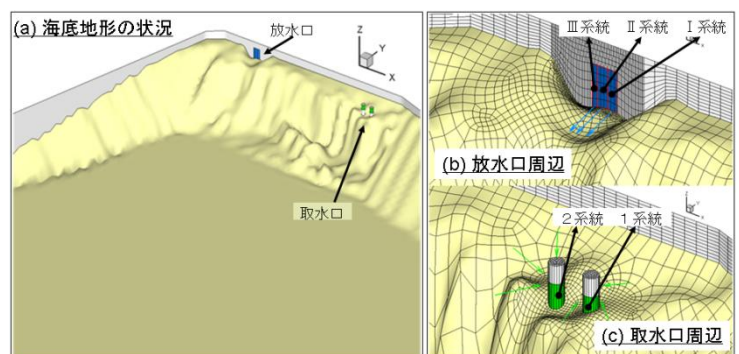 (a) 海底地形の状況
放水口
Z
Y
X
取水口
Ⅲ系統 Ⅱ系統 Ⅰ系統
(b) 放水口周辺
2系統 1系統
(c) 取水口周辺